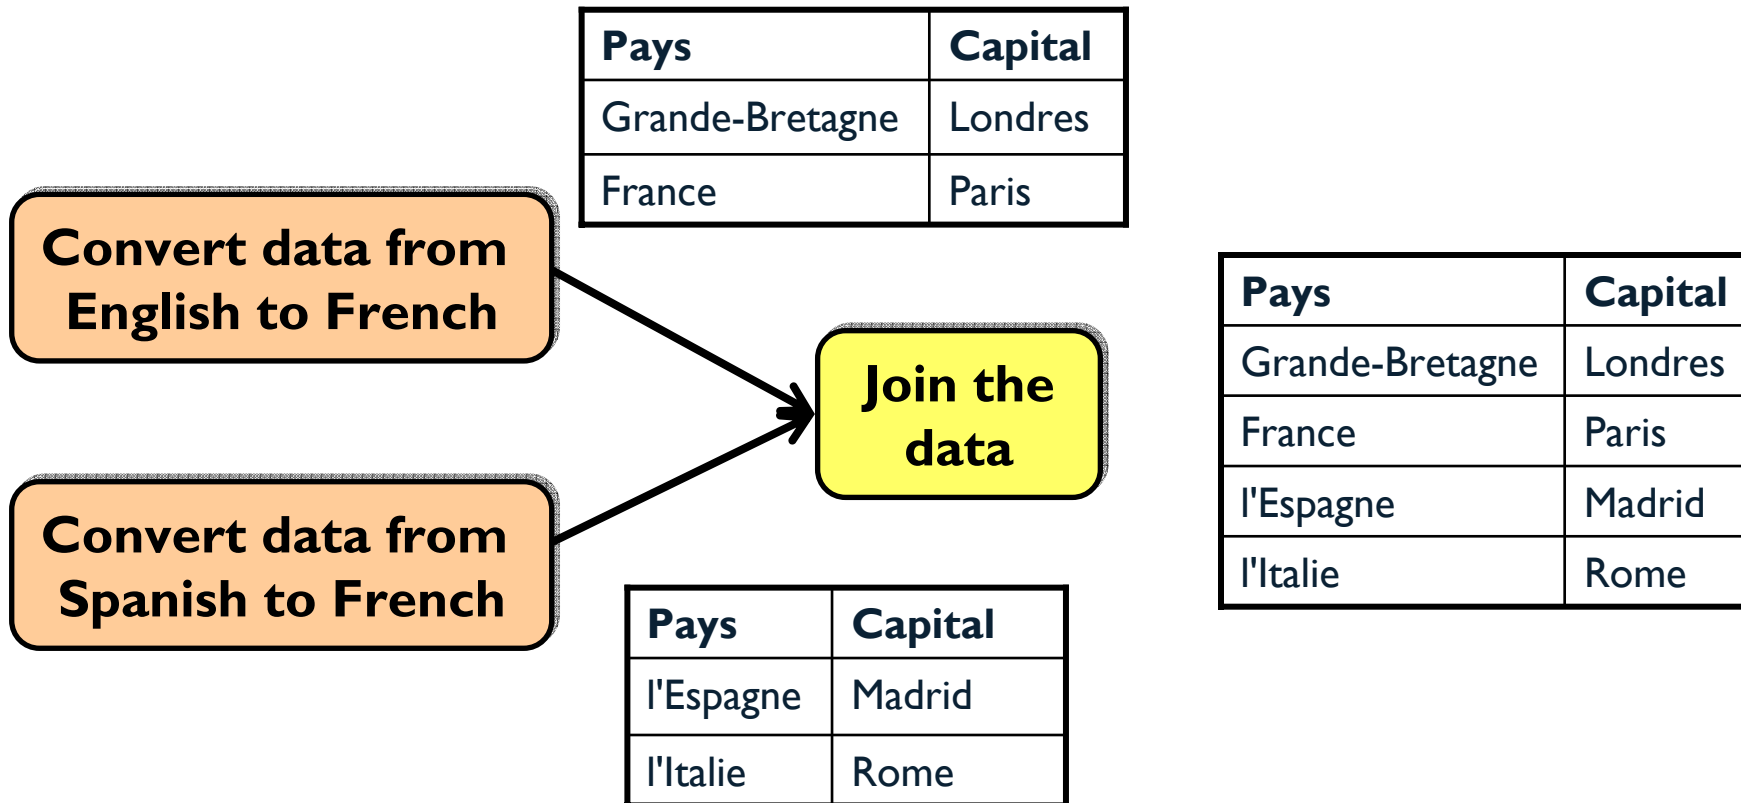 Pays Capital
Grande-Bretagne Londres
France Paris
Convert data from
English to French
Join the
data
Convert data from
Spanish to French
Pays Capital
l'Espagne Madrid
l'Italie Rome
Pays Capital
Grande-Bretagne Londres
France Paris
l'Espagne Madrid
l'Italie Rome